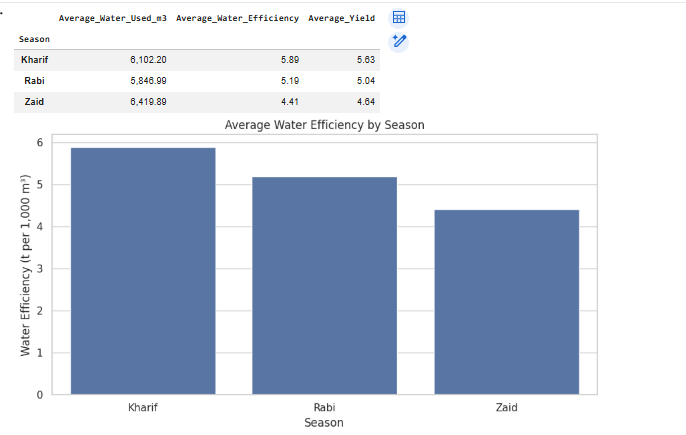 Average_Water_Used_m3 Average_Water_Efficiency Average_Yield
Season
Kharif 6,102.20 5.89 5.63
Rabi 5,846.99 5.19 5.04
Zaid 6,419.89 4.41 4.64
Average Water Efficiency by Season
6
5
4
3
2
1
0
Water Efficiency (t per 1,000 m³)
Kharif Rabi Zaid
Season